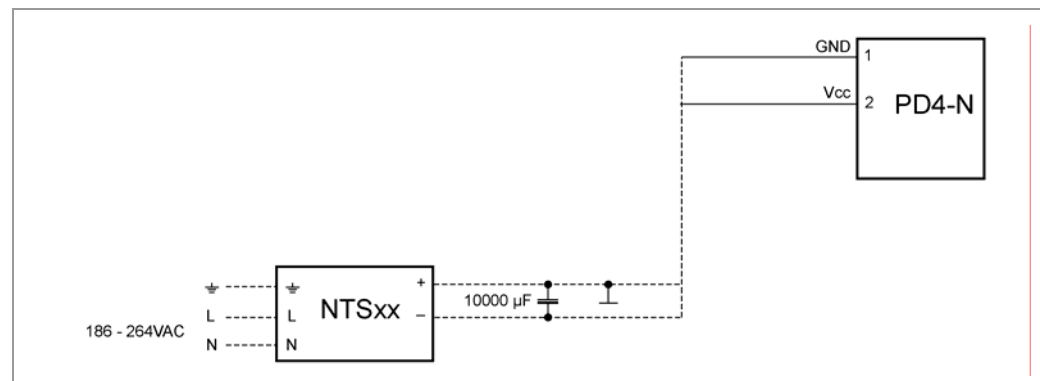 GND
1
Vcc
2
PD4-N
NTSxx
+
–
10000 µF
L
L
186 - 264VAC
N
N